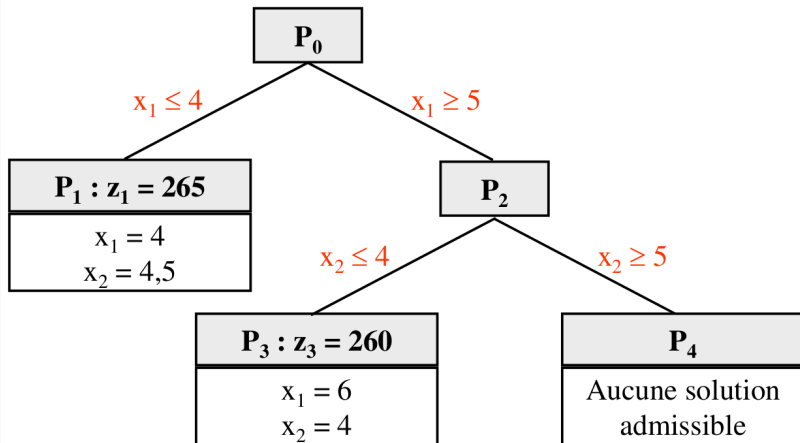 P₀
x₁ ≤ 4
x₁ ≥ 5
P₁ : z₁ = 265
x₁ = 4
x₂ = 4,5
P₂
x₂ ≤ 4
x₂ ≥ 5
P₃ : z₃ = 260
x₁ = 6
x₂ = 4
P₄
Aucune solution
admissible